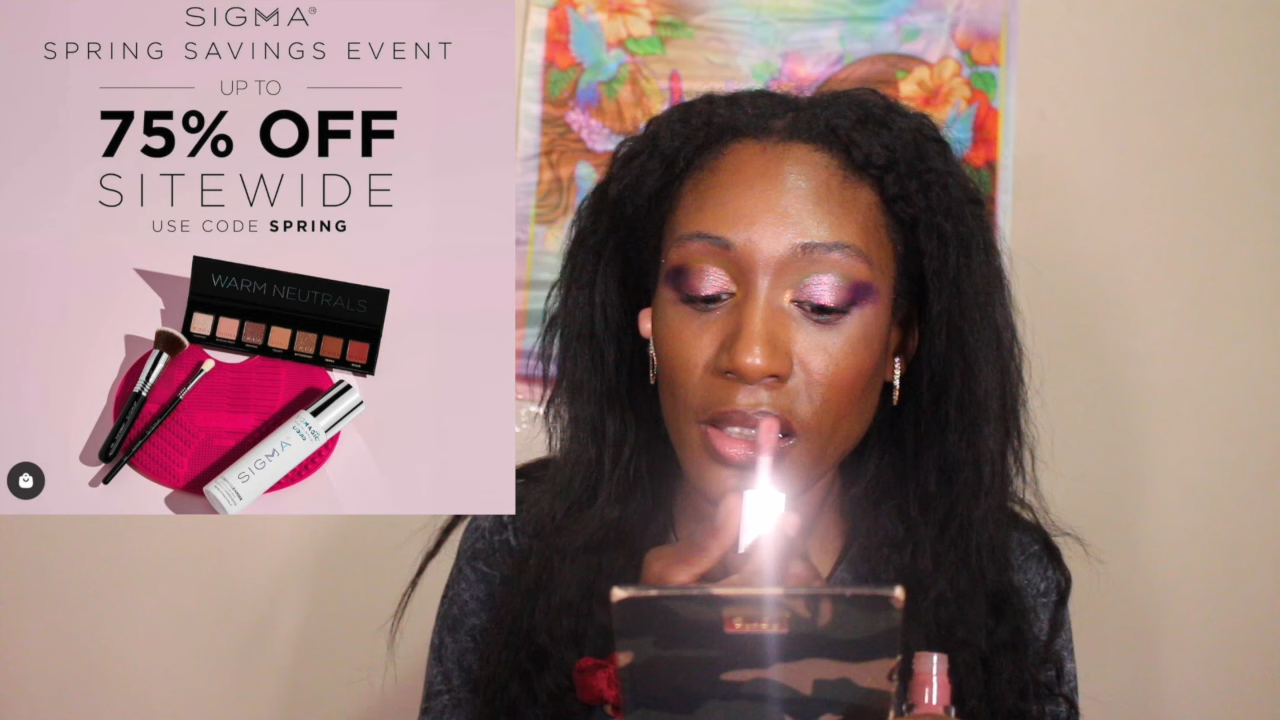 SIGMA®
SPRING SAVINGS EVENT
UP TO
75% OFF
SITEWIDE
USE CODE SPRING
WARM NEUTRALS
SIGMA